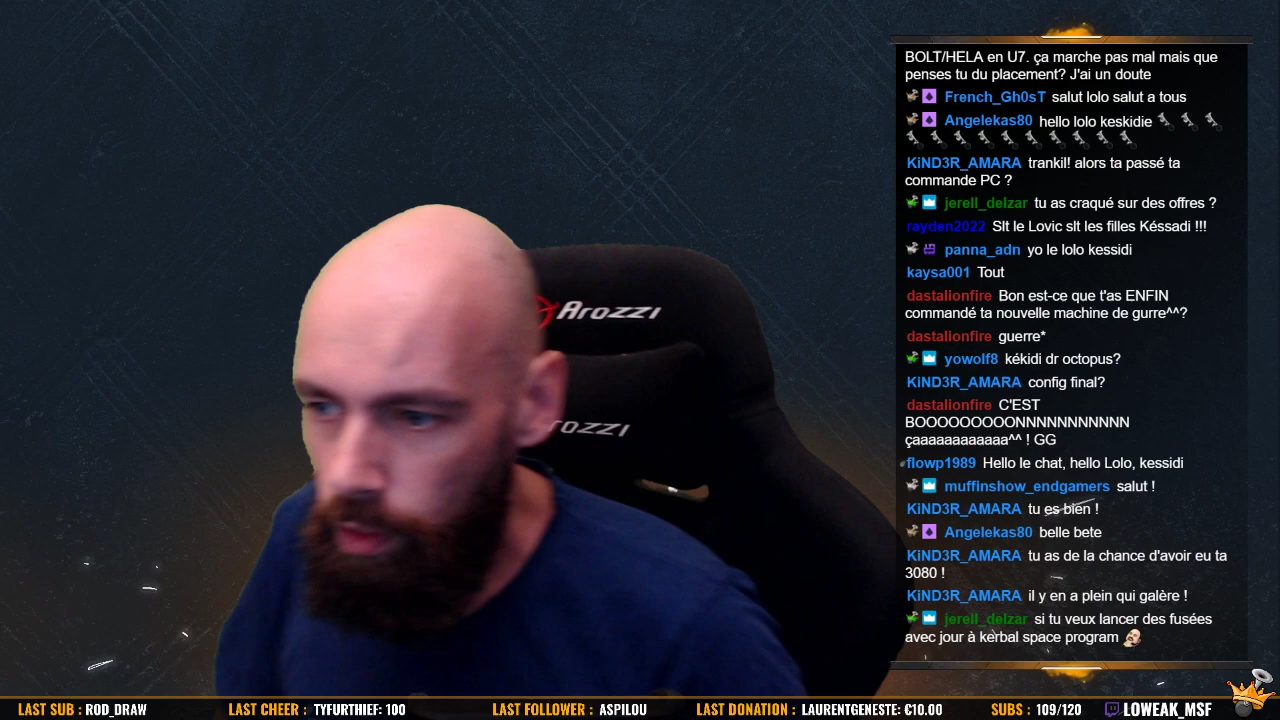 BOLT/HELA en U7. ça marche pas mal mais que
penses tu du placement? J'ai un doute
French_Gh0sT salut lolo salut a tous
Angelekas80 hello lolo keskidie
KiND3R_AMARA trankil! alors ta passé ta
commande PC ?
jerell_delzar tu as craqué sur des offres ?
rayden2022 Slt le Lovic slt les filles Késsadi !!!
panna_adn yo le lolo kessidi
kaysa001 Tout
dastalionfire Bon est-ce que t'as ENFIN
commandé ta nouvelle machine de gurre^^?
dastalionfire guerre*
yowolf8 kékidi dr octopus?
KiND3R_AMARA config final?
dastalionfire C'EST
BOOOOOOOOONNNNNNNNNNN
çaaaaaaaaaaaa^^ ! GG
flowp1989 Hello le chat, hello Lolo, kessidi
muffinshow_endgamers salut !
KiND3R_AMARA tu es bien !
Angelekas80 belle bete
KiND3R_AMARA tu as de la chance d'avoir eu ta
3080 !
KiND3R_AMARA il y en a plein qui galère !
jerell_delzar si tu veux lancer des fusées
avec jour à kerbal space program
Arozzi
rozzi
LAST SUB : ROD_DRAW LAST CHEER : TYFURTHIEF: 100 LAST FOLLOWER : ASPILOU LAST DONATION : LAURENTGENESTE: €10.00 SUBS : 109/120 LOWEAK_MSF